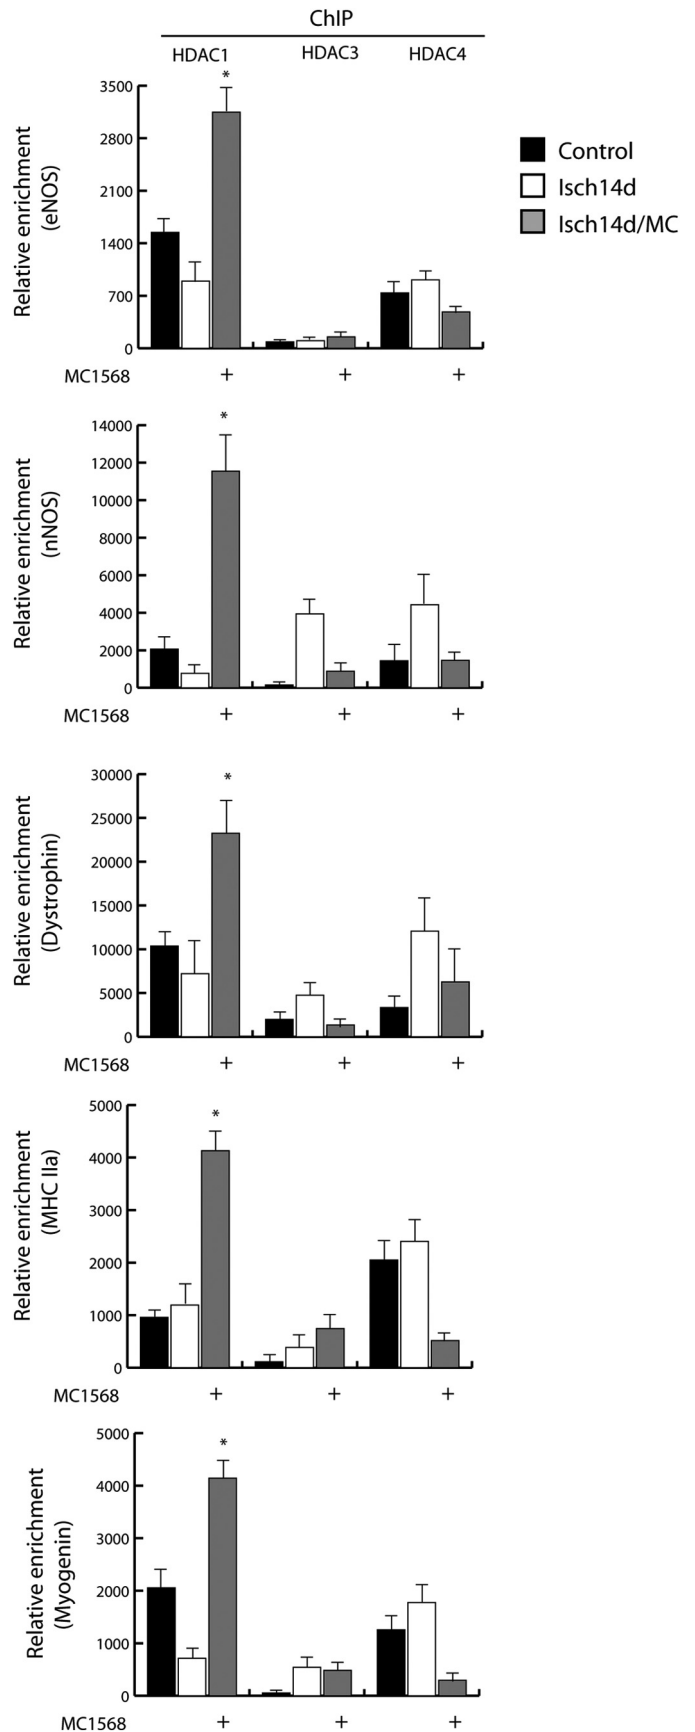 ChIP
HDAC1 HDAC3 HDAC4
Control
Isch14d
Isch14d/MC
Relative enrichment
(eNOS)
3500
2800
2100
1400
700
0
*
MC1568 + + +
Relative enrichment
(nNOS)
14000
12000
10000
8000
6000
4000
2000
0
*
MC1568 + + +
Relative enrichment
(Dystrophin)
30000
25000
20000
15000
10000
5000
0
*
MC1568 + + +
Relative enrichment
(MHC IIa)
5000
4000
3000
2000
1000
0
*
MC1568 + + +
Relative enrichment
(Myogenin)
5000
4000
3000
2000
1000
0
*
MC1568 + + +